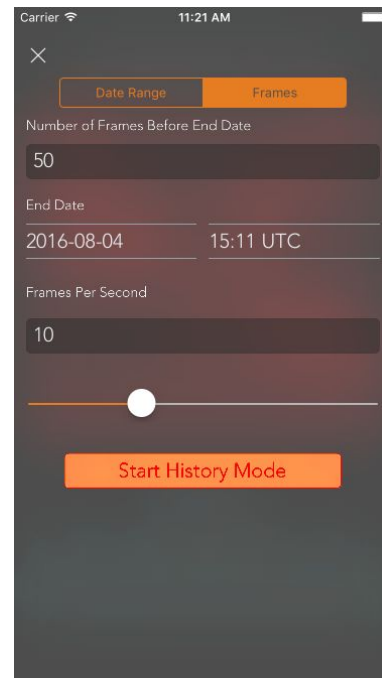 Carrier 11:21 AM
Date Range Frames
Number of Frames Before End Date
50
End Date
2016-08-04 15:11 UTC
Frames Per Second
10
Start History Mode